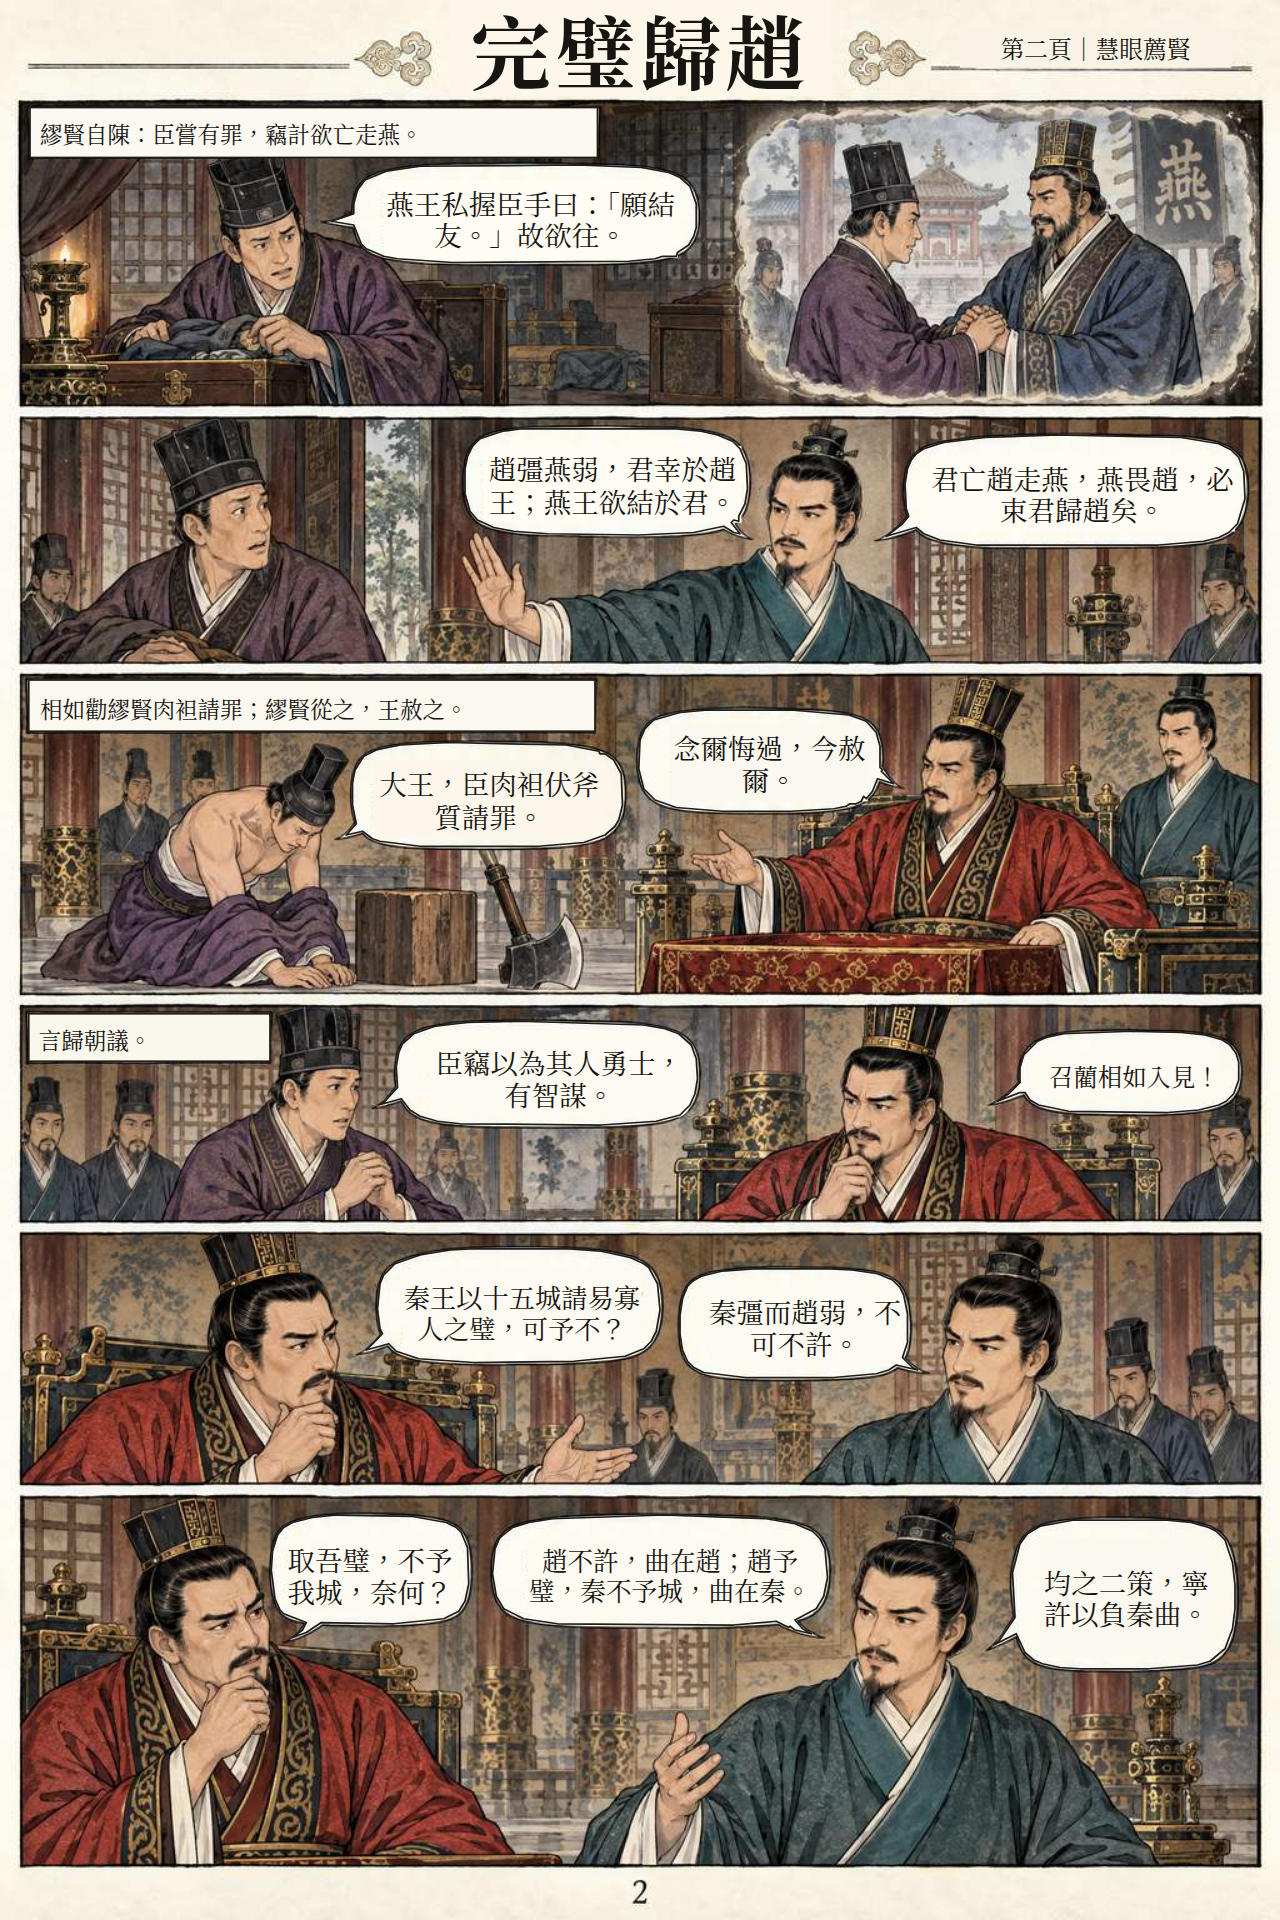 完璧歸趙
第二頁｜慧眼薦賢
繆賢自陳：臣嘗有罪，竊計欲亡走燕。
燕王私握臣手曰：「願結
友。」故欲往。
燕
趙彊燕弱，君幸於趙
王；燕王欲結於君。
君亡趙走燕，燕畏趙，必
束君歸趙矣。
相如勸繆賢肉袒請罪；繆賢從之，王赦之。
大王，臣肉袒伏斧
質請罪。
念爾悔過，今赦
爾。
言歸朝議。
臣竊以為其人勇士，
有智謀。
召藺相如入見！
秦王以十五城請易寡
人之璧，可予不？
秦彊而趙弱，不
可不許。
取吾璧，不予
我城，奈何？
趙不許，曲在趙；趙予
璧，秦不予城，曲在秦。
均之二策，寧
許以負秦曲。
2